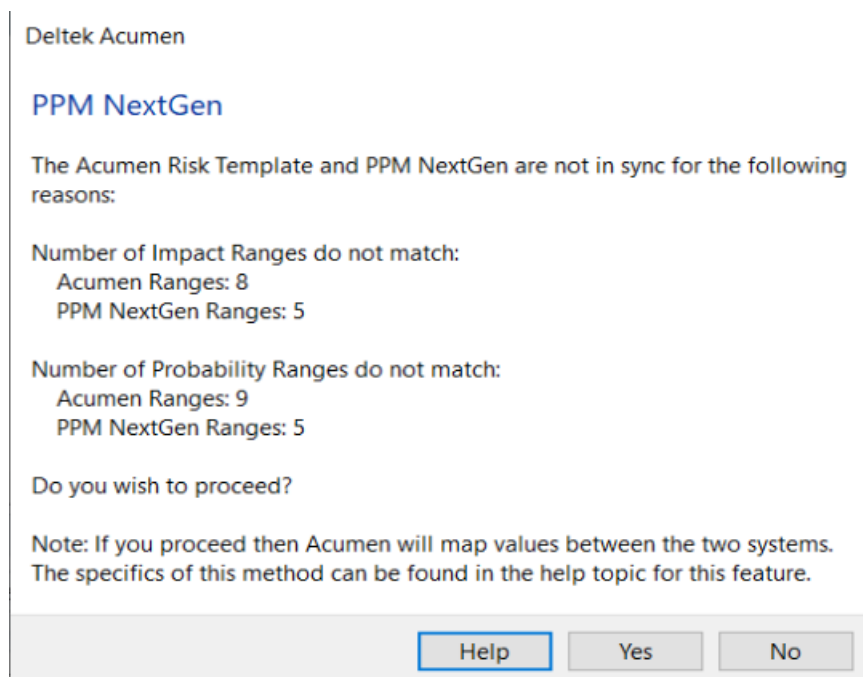 Deltek Acumen
PPM NextGen
The Acumen Risk Template and PPM NextGen are not in sync for the following
reasons:
Number of Impact Ranges do not match:
Acumen Ranges: 8
PPM NextGen Ranges: 5
Number of Probability Ranges do not match:
Acumen Ranges: 9
PPM NextGen Ranges: 5
Do you wish to proceed?
Note: If you proceed then Acumen will map values between the two systems.
The specifics of this method can be found in the help topic for this feature.
Help Yes No